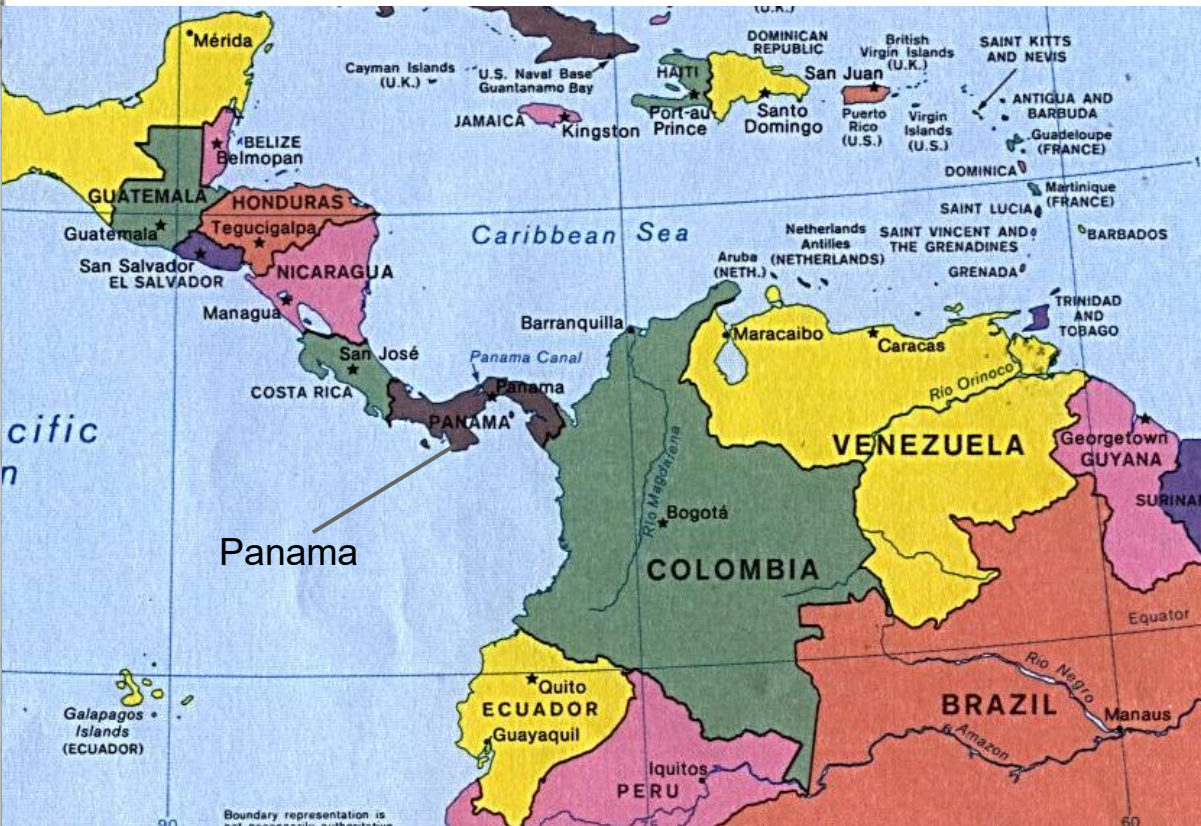 (U.K.)
Mérida
Cayman Islands
(U.K.)
U.S. Naval Base
Guantanamo Bay
HAITI
DOMINICAN
REPUBLIC
British
Virgin Islands
(U.K.)
SAINT KITTS
AND NEVIS
San Juan
JAMAICA
Kingston
Port-au
Prince
Santo
Domingo
Puerto
Rico
(U.S.)
Virgin
Islands
(U.S.)
ANTIGUA AND
BARBUDA
Guadeloupe
(FRANCE)
BELIZE
Belmopan
DOMINICA
Martinique
(FRANCE)
GUATEMALA
HONDURAS
SAINT LUCIA
Guatemala
Tegucigalpa
Caribbean Sea
Netherlands
Antilles
(NETHERLANDS)
SAINT VINCENT AND
THE GRENADINES
BARBADOS
San Salvador
EL SALVADOR
NICARAGUA
Aruba
(NETH.)
GRENADA
Managua
Barranquilla
Maracaibo
Caracas
TRINIDAD
AND
TOBAGO
San José
COSTA RICA
Panama Canal
Panama
PANAMA
Río Orinoco
cific
n
Río Magdalena
VENEZUELA
Georgetown
GUYANA
SURINA
Bogotá
Panama
COLOMBIA
Equator
Quito
ECUADOR
Guayaquil
Rio Negro
BRAZIL
Manaus
Amazon
Galapagos
Islands
(ECUADOR)
Iquitos
PERU
Boundary representation is
not necessarily authoritative
90
75
60